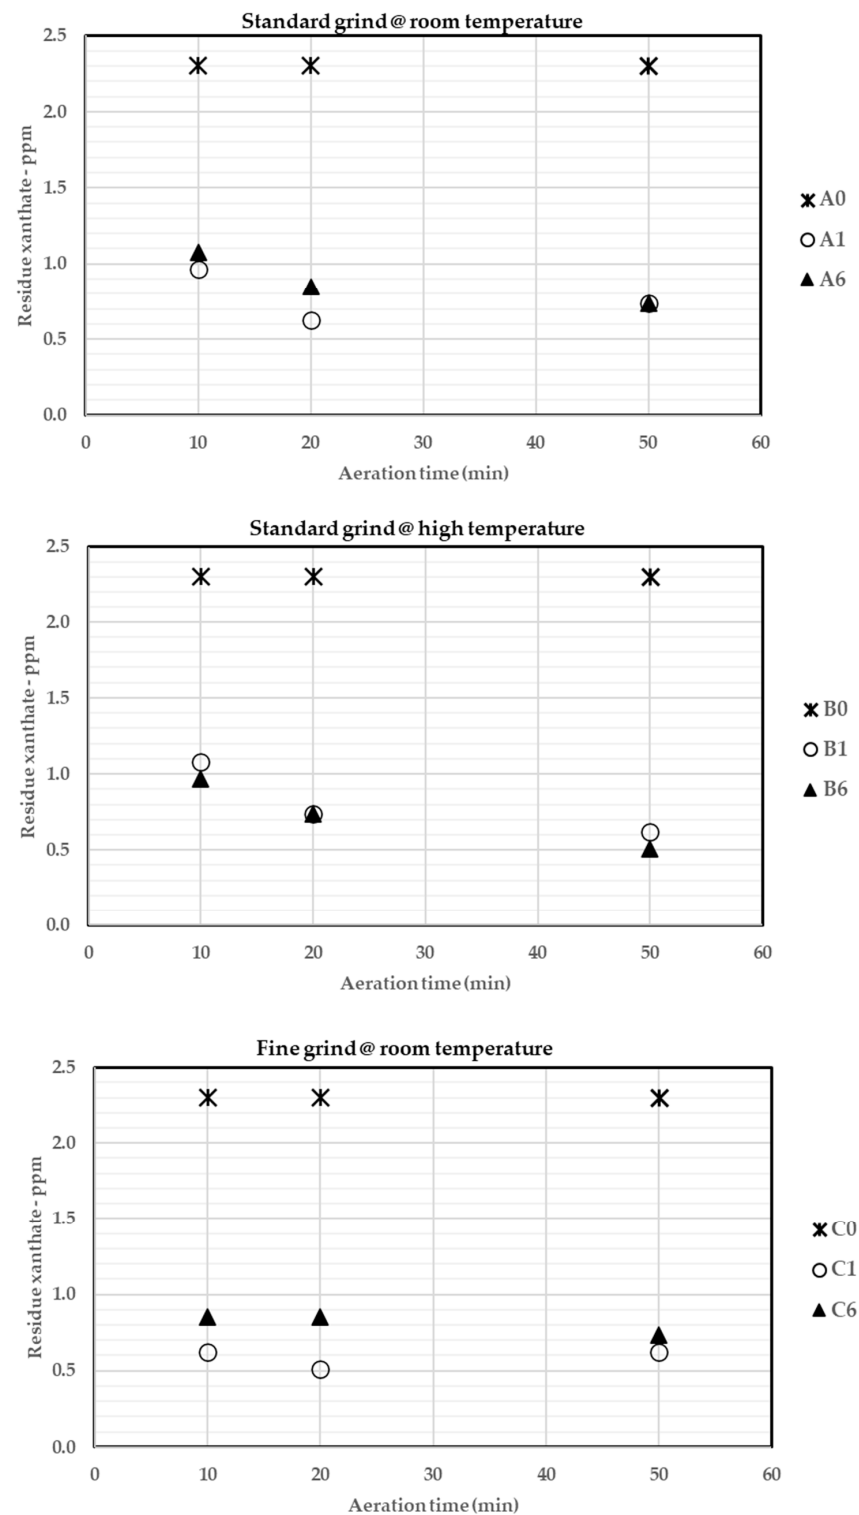 Standard grind @ room temperature
2.5
2.0
1.5
1.0
0.5
0.0
Residue xanthate - ppm
0 10 20 30 40 50 60
Aeration time (min)
A0
A1
A6
Standard grind @ high temperature
2.5
2.0
1.5
1.0
0.5
0.0
Residue xanthate - ppm
0 10 20 30 40 50 60
Aeration time (min)
B0
B1
B6
Fine grind @ room temperature
2.5
2.0
1.5
1.0
0.5
0.0
Residue xanthate - ppm
0 10 20 30 40 50 60
Aeration time (min)
C0
C1
C6